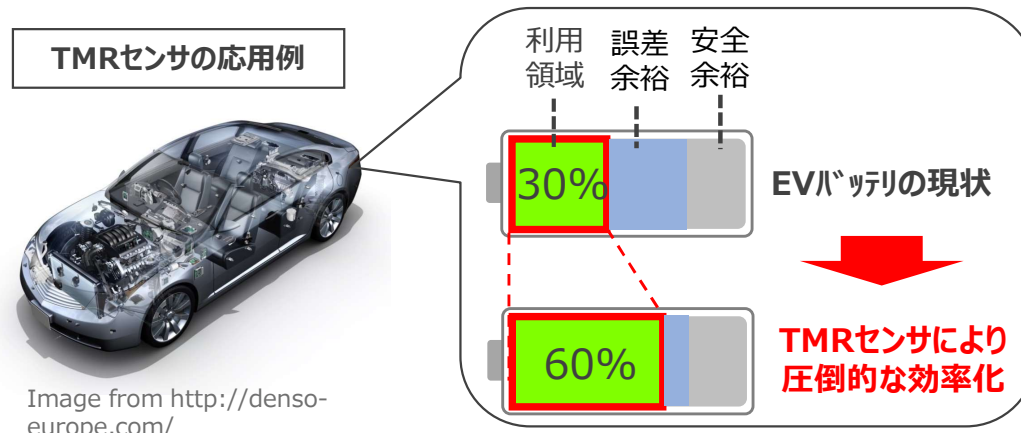 TMRセンサの応用例
利用
領域
誤差
余裕
安全
余裕
30%
EVバッテリの現状
60%
TMRセンサにより
圧倒的な効率化
Image from http://denso-
europe.com/